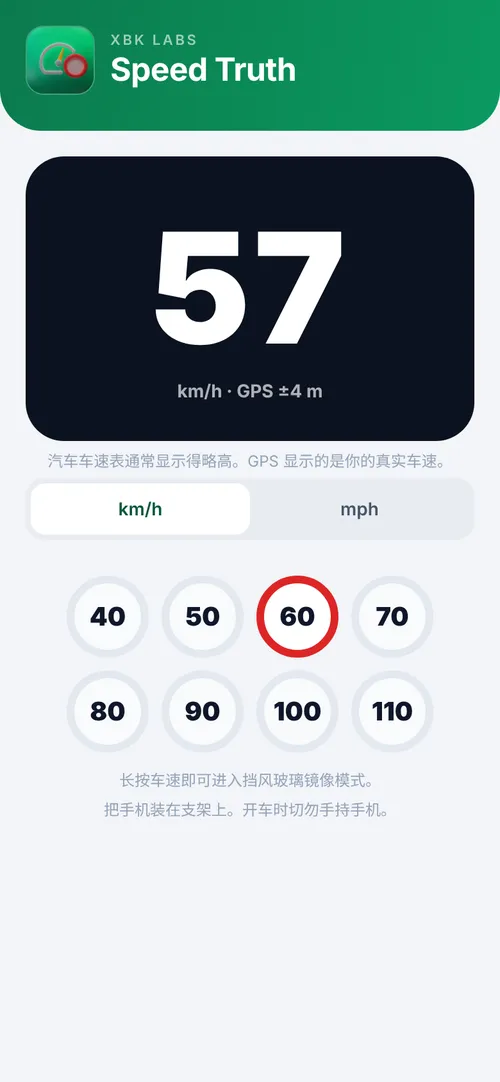 XBK LABS
Speed Truth
57
km/h · GPS ±4 m
汽车车速表通常显示得略高。GPS 显示的是你的真实车速。
km/h mph
40 50 60 70
80 90 100 110
长按车速即可进入挡风玻璃镜像模式。
把手机装在支架上。开车时切勿手持手机。